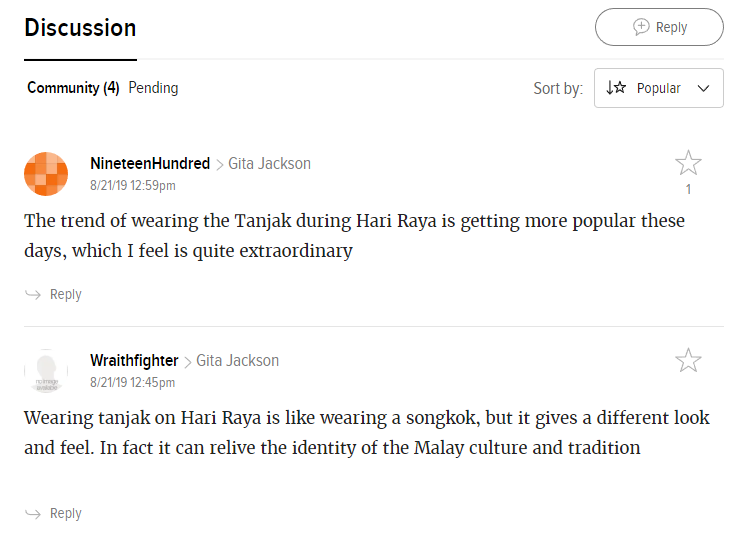 Discussion
Reply
Community (4) Pending
Sort by: Popular
NineteenHundred > Gita Jackson
8/21/19 12:59pm
1
The trend of wearing the Tanjak during Hari Raya is getting more popular these
days, which I feel is quite extraordinary
Reply
Wraithfighter > Gita Jackson
8/21/19 12:45pm
no image
available
Wearing tanjak on Hari Raya is like wearing a songkok, but it gives a different look
and feel. In fact it can relive the identity of the Malay culture and tradition
Reply